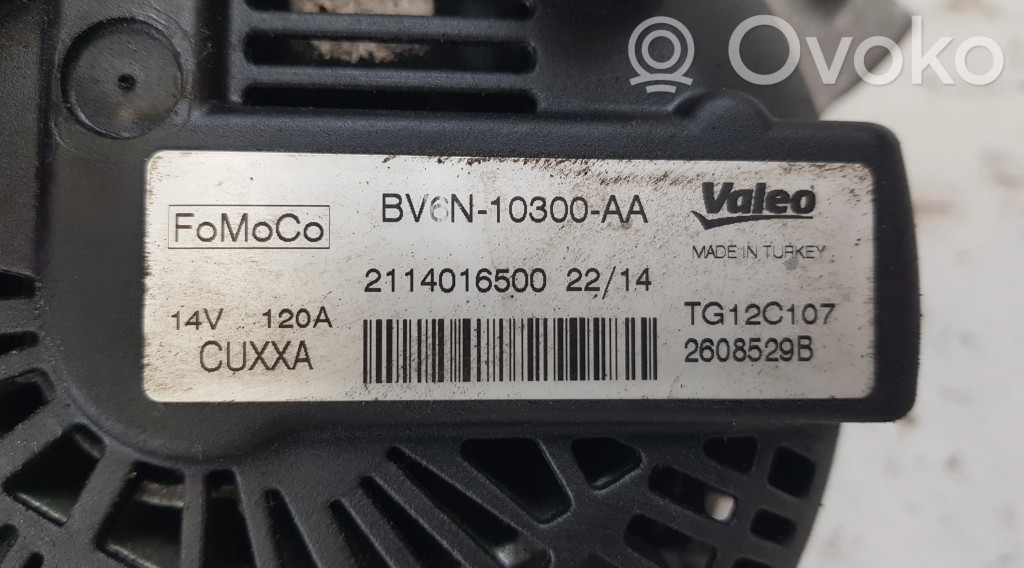 Ovoko
FoMoCo
BV6N-10300-AA
Valeo
MADE IN TURKEY
2114016500 22/14
14V 120A
TG12C107
CUXXA
2608529B